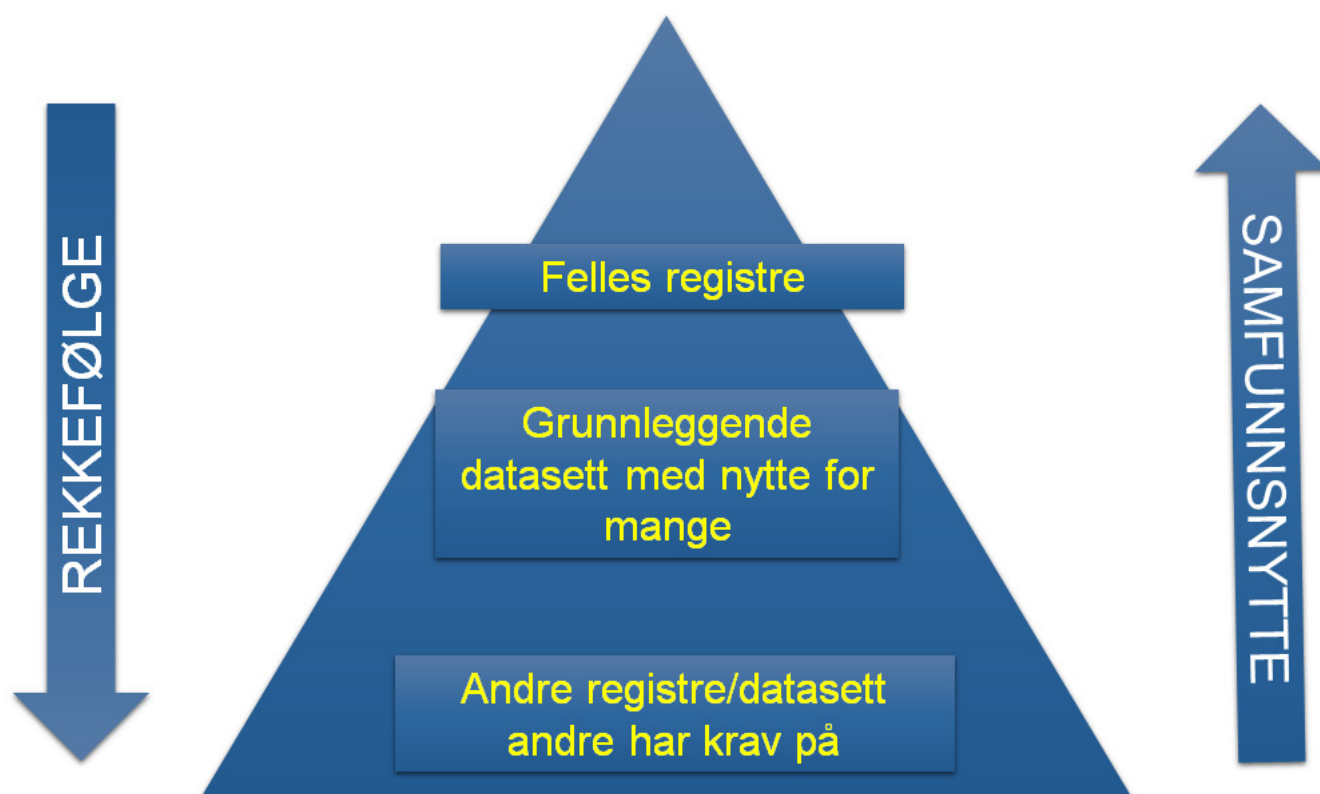 REKKEFØLGE
Felles registre
Grunnleggende
datasett med nytte for
mange
Andre registre/datasett
andre har krav på
SAMFUNNSNYTTE